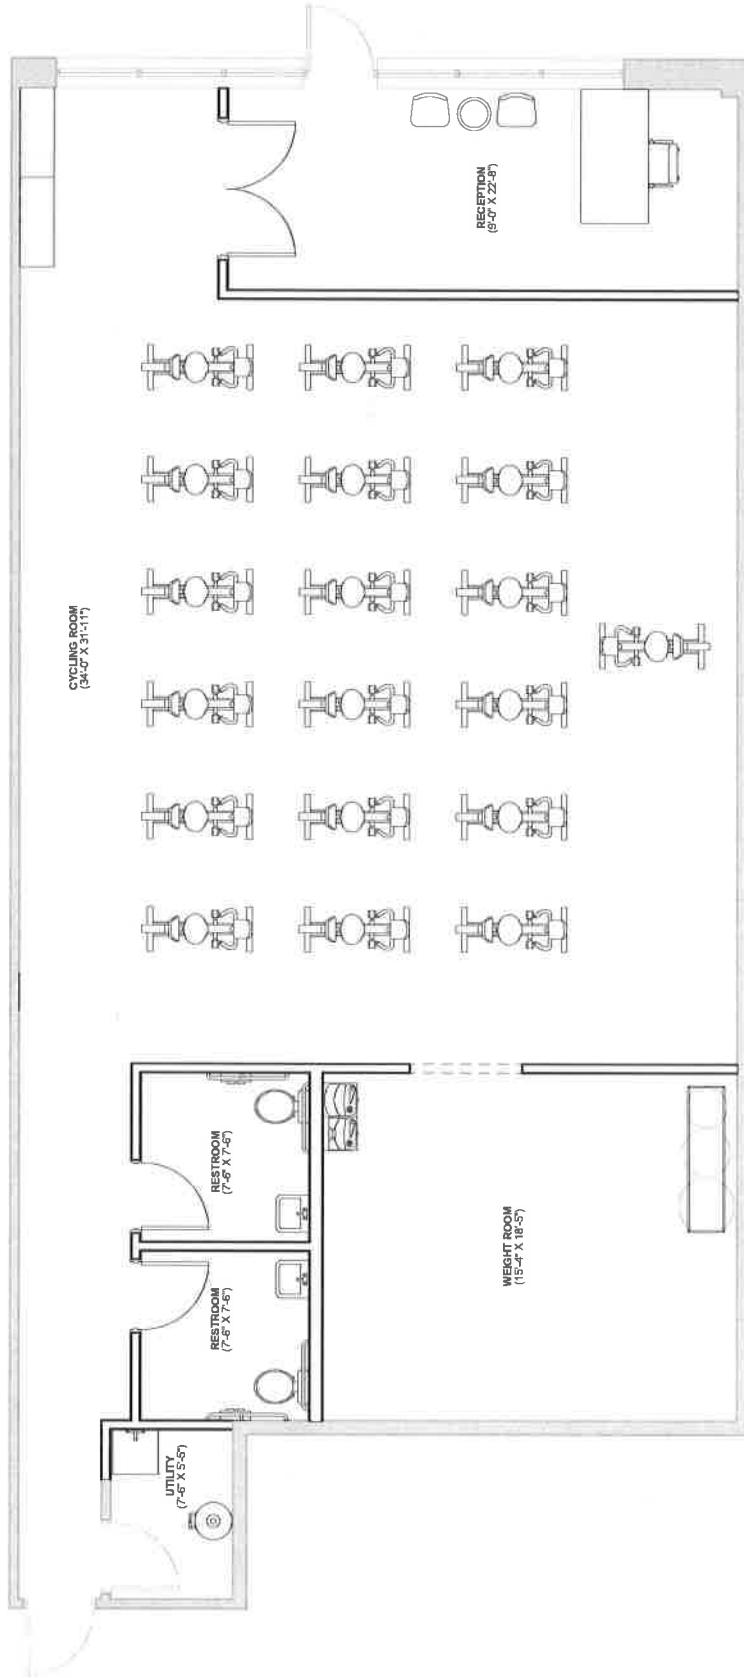 RECEPTION
(9'-0" X 22'-8")
CYCLING ROOM
(34'-0" X 31'-11")
RESTROOM
(7'-6" X 7'-6")
RESTROOM
(7'-6" X 7'-6")
WEIGHT ROOM
(15'-4" X 18'-5")
UTILITY
(7'-6" X 5'-5")